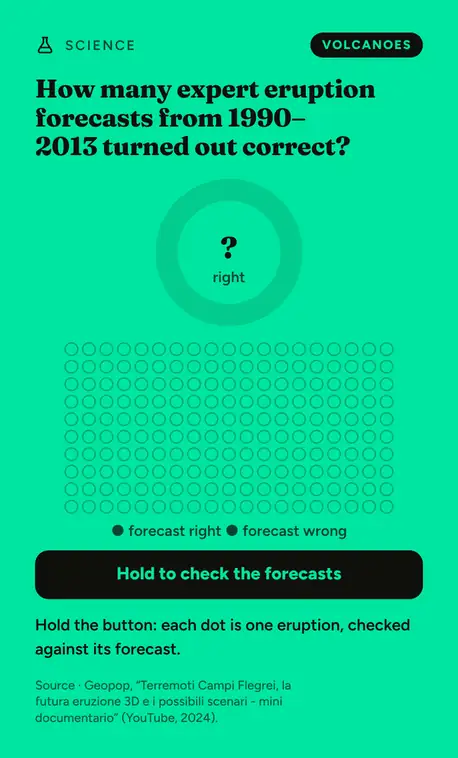 SCIENCE
VOLCANOES
How many expert eruption
forecasts from 1990–
2013 turned out correct?
?
right
forecast right forecast wrong
Hold to check the forecasts
Hold the button: each dot is one eruption, checked
against its forecast.
Source · Geopop, “Terremoti Campi Flegrei, la
futura eruzione 3D e i possibili scenari - mini
documentario” (YouTube, 2024).